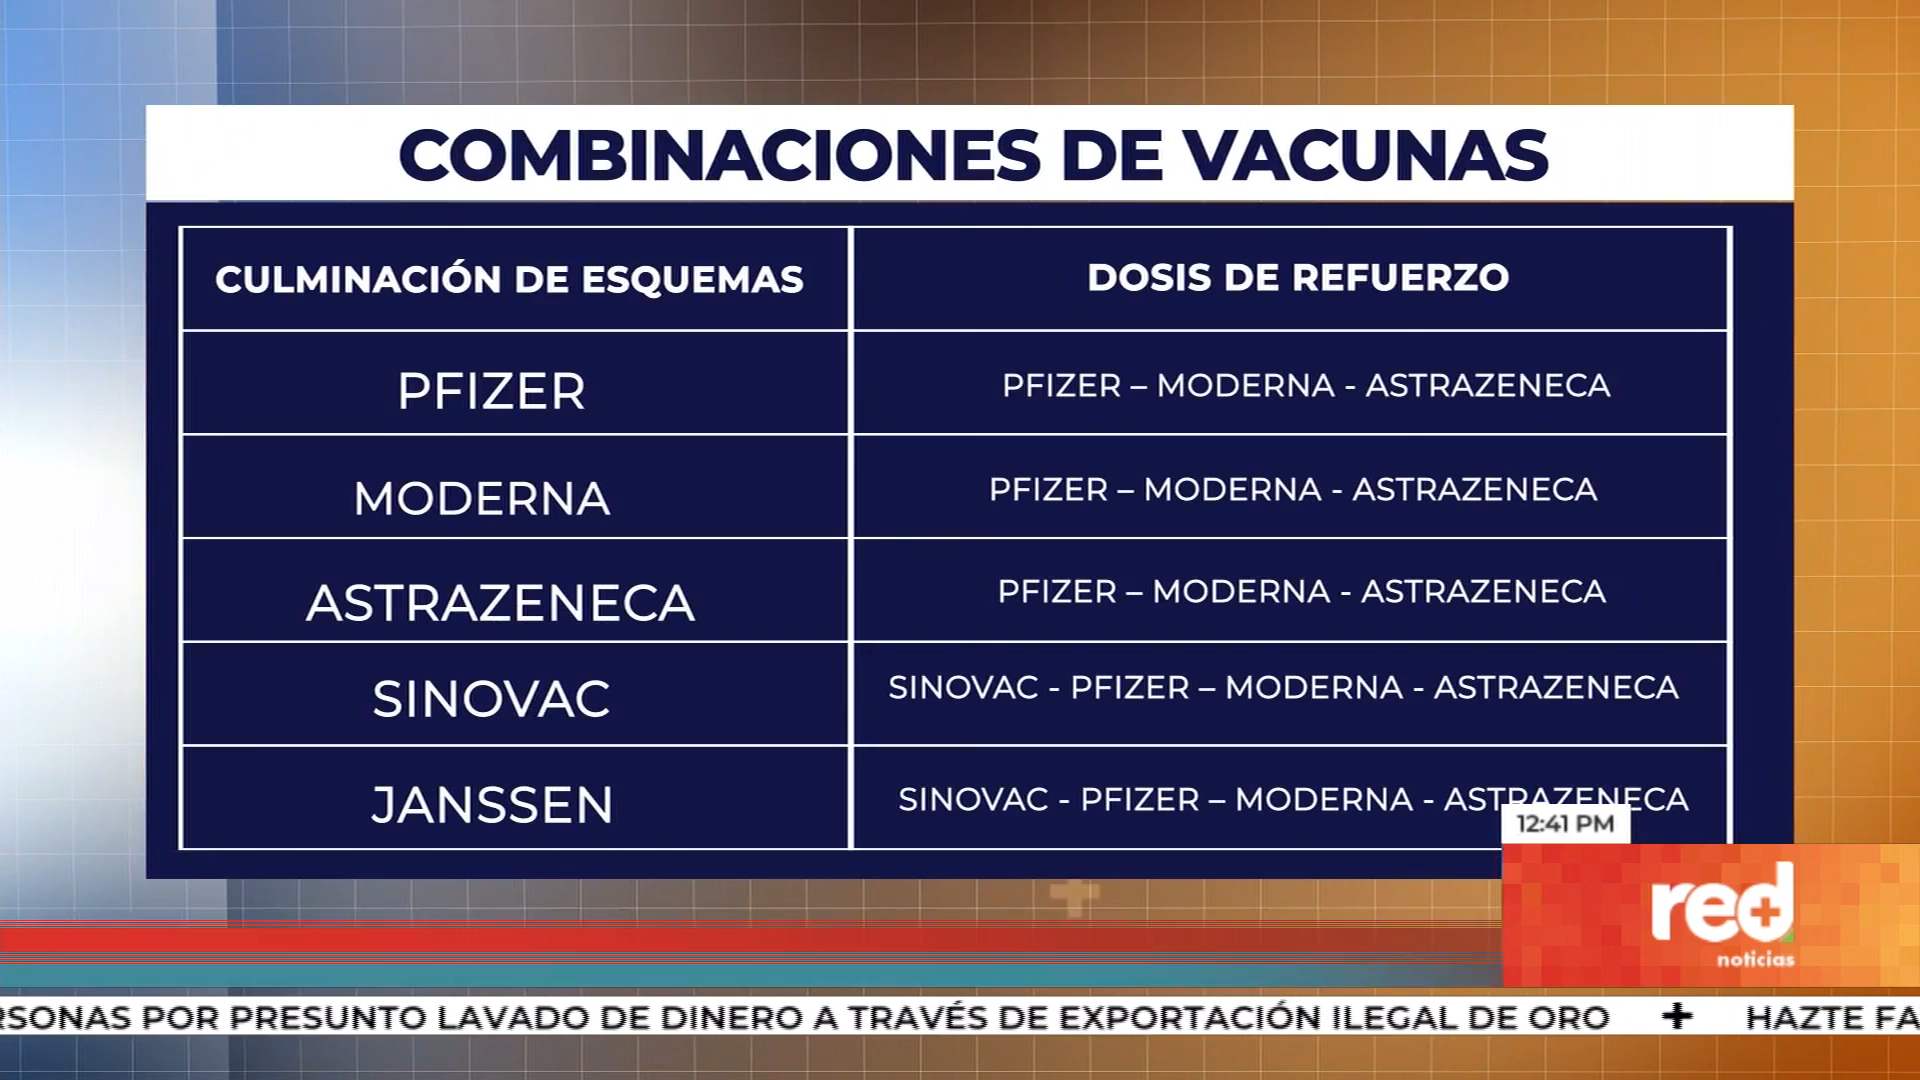 COMBINACIONES DE VACUNAS
CULMINACIÓN DE ESQUEMAS
DOSIS DE REFUERZO
PFIZER
PFIZER – MODERNA - ASTRAZENECA
MODERNA
PFIZER – MODERNA - ASTRAZENECA
ASTRAZENECA
PFIZER – MODERNA - ASTRAZENECA
SINOVAC
SINOVAC - PFIZER – MODERNA - ASTRAZENECA
JANSSEN
SINOVAC - PFIZER – MODERNA - ASTRAZENECA
12:41 PM
red
noticias
RSONAS POR PRESUNTO LAVADO DE DINERO A TRAVÉS DE EXPORTACIÓN ILEGAL DE ORO + HAZTE FA